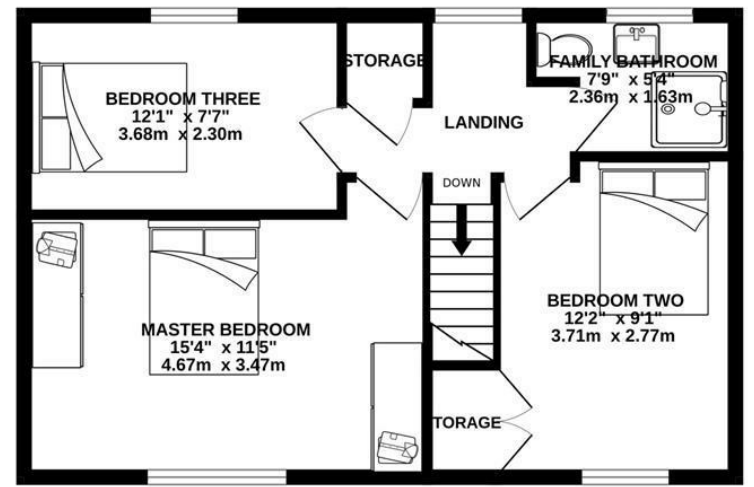 BEDROOM THREE
12'1" x 7'7"
3.68m x 2.30m
STORAGE
FAMILY BATHROOM
7'9" x 5'4"
2.36m x 1.63m
LANDING
DOWN
MASTER BEDROOM
15'4" x 11'5"
4.67m x 3.47m
BEDROOM TWO
12'2" x 9'1"
3.71m x 2.77m
TORAGE